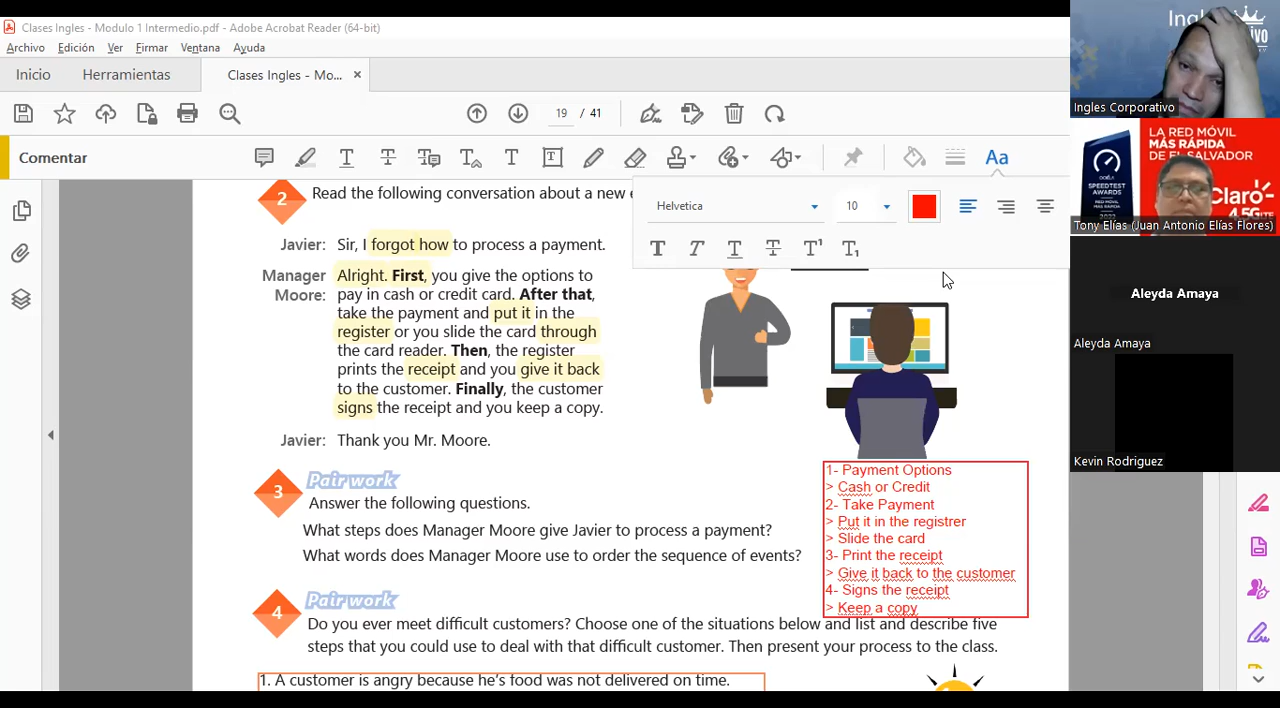 Clases Ingles - Modulo 1 Intermedio.pdf - Adobe Acrobat Reader (64-bit)
Archivo Edición Ver Firmar Ventana Ayuda
Inicio Herramientas Clases Ingles - Mo... ×
19 / 41
Comentar
Helvetica 10
2 Read the following conversation about a new e
Javier: Sir, I forgot how to process a payment.
Manager Alright. First, you give the options to
Moore: pay in cash or credit card. After that,
take the payment and put it in the
register or you slide the card through
the card reader. Then, the register
prints the receipt and you give it back
to the customer. Finally, the customer
signs the receipt and you keep a copy.
Javier: Thank you Mr. Moore.
3 Pair work
Answer the following questions.
What steps does Manager Moore give Javier to process a payment?
What words does Manager Moore use to order the sequence of events?
1- Payment Options
> Cash or Credit
2- Take Payment
> Put it in the registrer
> Slide the card
3- Print the receipt
> Give it back to the customer
4- Signs the receipt
> Keep a copy
4 Pair work
Do you ever meet difficult customers? Choose one of the situations below and list and describe five
steps that you could use to deal with that difficult customer. Then present your process to the class.
1. A customer is angry because he's food was not delivered on time.
Ingles Corporativo
LA RED MÓVIL
MÁS RÁPIDA
DE EL SALVADOR
SPEEDTEST
AWARDS
Claro
4.5G
Tony Elías (Juan Antonio Elías Flores)
Aleyda Amaya
Aleyda Amaya
Kevin Rodriguez